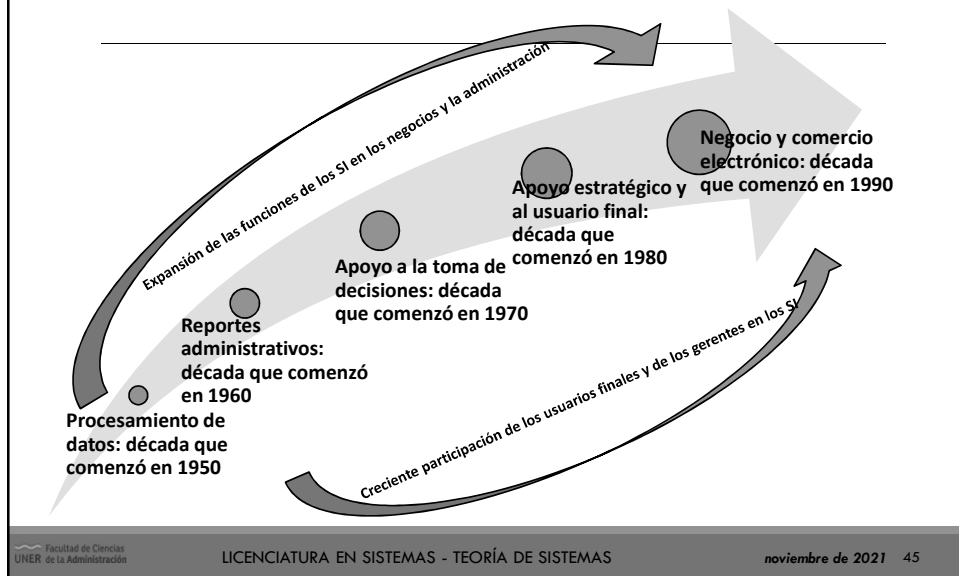 Expansión de las funciones de los SI en los negocios y la administración
Negocio y comercio
electrónico: década
que comenzó en 1990
Apoyo estratégico y
al usuario final:
década que
comenzó en 1980
Apoyo a la toma de
decisiones: década
que comenzó en 1970
Reportes
administrativos:
década que comenzó
en 1960
Procesamiento de
datos: década que
comenzó en 1950
Creciente participación de los usuarios finales y de los gerentes en los SI
Facultad de Ciencias
UNER de la Administración
LICENCIATURA EN SISTEMAS - TEORÍA DE SISTEMAS
noviembre de 2021 45